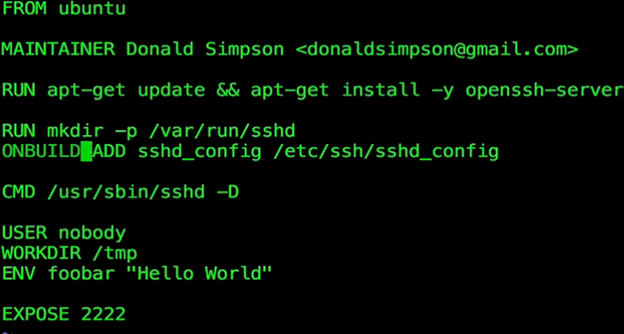 FROM ubuntu
MAINTAINER Donald Simpson <donaldsimpson@gmail.com>
RUN apt-get update && apt-get install -y openssh-server
RUN mkdir -p /var/run/sshd
ONBUILD ADD sshd_config /etc/ssh/sshd_config
CMD /usr/sbin/sshd -D
USER nobody
WORKDIR /tmp
ENV foobar "Hello World"
EXPOSE 2222